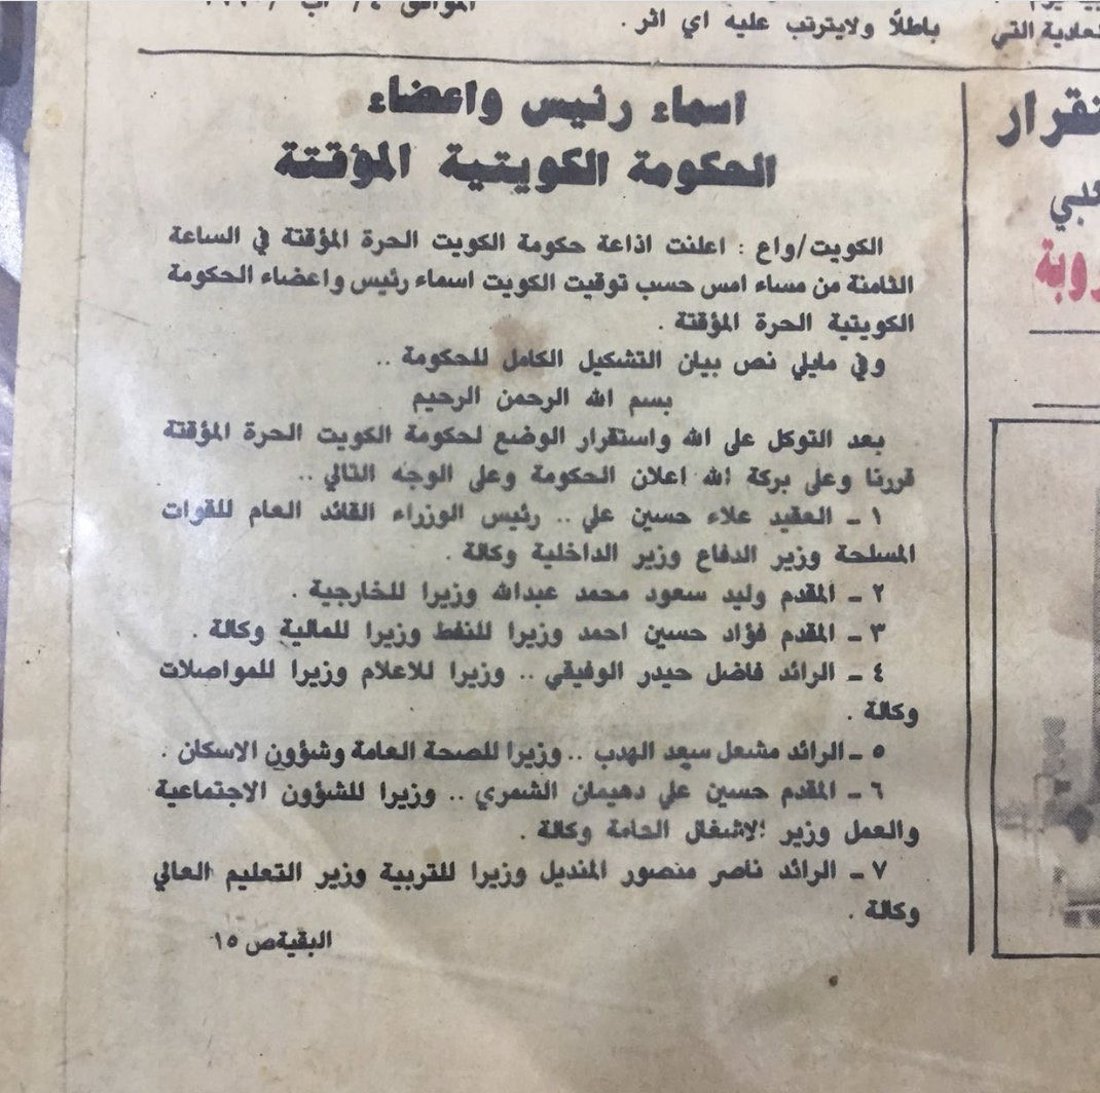 الموافق ٤/ آب /
باطلًا ولايترتب عليه اي اثر .
التي
اسماء رئيس واعضاء
الحكومة الكويتية المؤقتة
الكويت/واع : اعلنت اذاعة حكومة الكويت الحرة المؤقتة في الساعة
الثامنة من مساء امس حسب توقيت الكويت اسماء رئيس واعضاء الحكومة
الكويتية الحرة المؤقتة .
وفي مايلي نص بيان التشكيل الكامل للحكومة ..
بسم الله الرحمن الرحيم
بعد التوكل على الله واستقرار الوضع لحكومة الكويت الحرة المؤقتة
قررنا وعلى بركة الله اعلان الحكومة وعلى الوجه التالي ..
١ ـ العقيد علاء حسين علي .. رئيس الوزراء القائد العام للقوات
المسلحة وزير الدفاع وزير الداخلية وكالة .
٢ ـ المقدم وليد سعود محمد عبدالله وزيرا للخارجية .
٣ ـ المقدم فؤاد حسين احمد وزيرا للنفط وزيرا للمالية وكالة .
٤ ـ الرائد فاضل حيدر الوفيقي .. وزيرا للاعلام وزيرا للمواصلات
وكالة .
٥ ـ الرائد مشعل سعد الهدب .. وزيرا للصحة العامة وشؤون الاسكان .
٦ ـ المقدم حسين علي دهيمان الشمري .. وزيرا للشؤون الاجتماعية
والعمل وزير الاشغال العامة وكالة .
٧ ـ الرائد ناصر منصور المنديل وزيرا للتربية وزير التعليم العالي
وكالة .
البقية ص ١٥